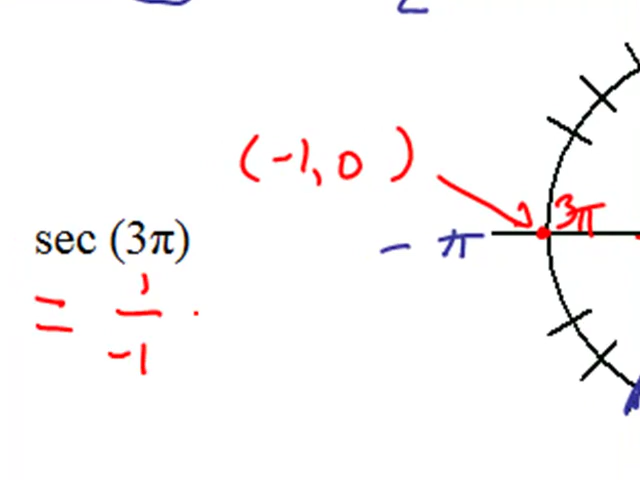 (-1, 0)
3π
sec (3π)
- π
= 1/-1